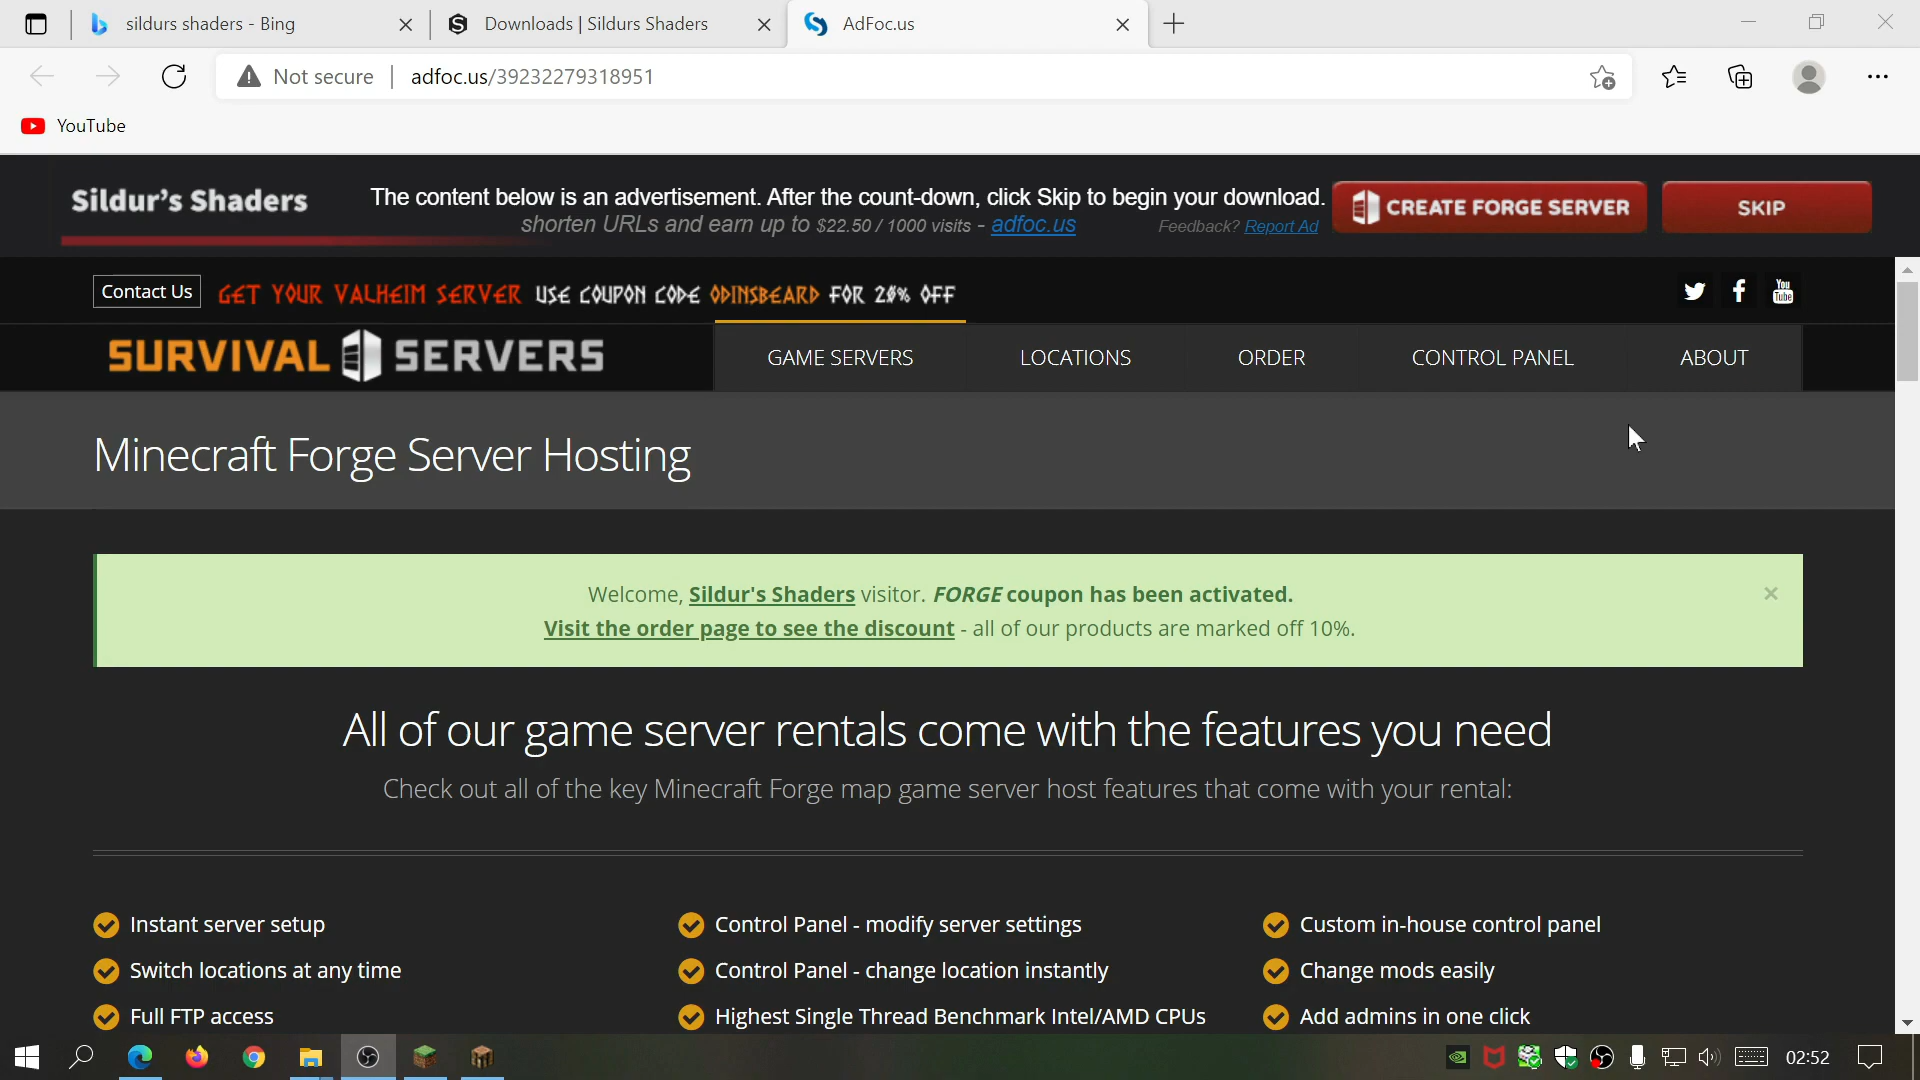 sildurs shaders - Bing
Downloads | Sildurs Shaders
AdFoc.us
Not secure
adfoc.us/39232279318951
YouTube
Sildur's Shaders
The content below is an advertisement. After the count-down, click Skip to begin your download.
shorten URLs and earn up to $22.50 / 1000 visits - adfoc.us
Feedback? Report Ad
CREATE FORGE SERVER
SKIP
Contact Us
GET YOUR VALHEIM SERVER USE COUPON CODE ODINSBEARD FOR 20% OFF
You Tube
SURVIVAL SERVERS
GAME SERVERS
LOCATIONS
ORDER
CONTROL PANEL
ABOUT
Minecraft Forge Server Hosting
Welcome, Sildur's Shaders visitor. FORGE coupon has been activated.
Visit the order page to see the discount - all of our products are marked off 10%.
All of our game server rentals come with the features you need
Check out all of the key Minecraft Forge map game server host features that come with your rental:
Instant server setup
Control Panel - modify server settings
Custom in-house control panel
Switch locations at any time
Control Panel - change location instantly
Change mods easily
Full FTP access
Highest Single Thread Benchmark Intel/AMD CPUs
Add admins in one click
02:52